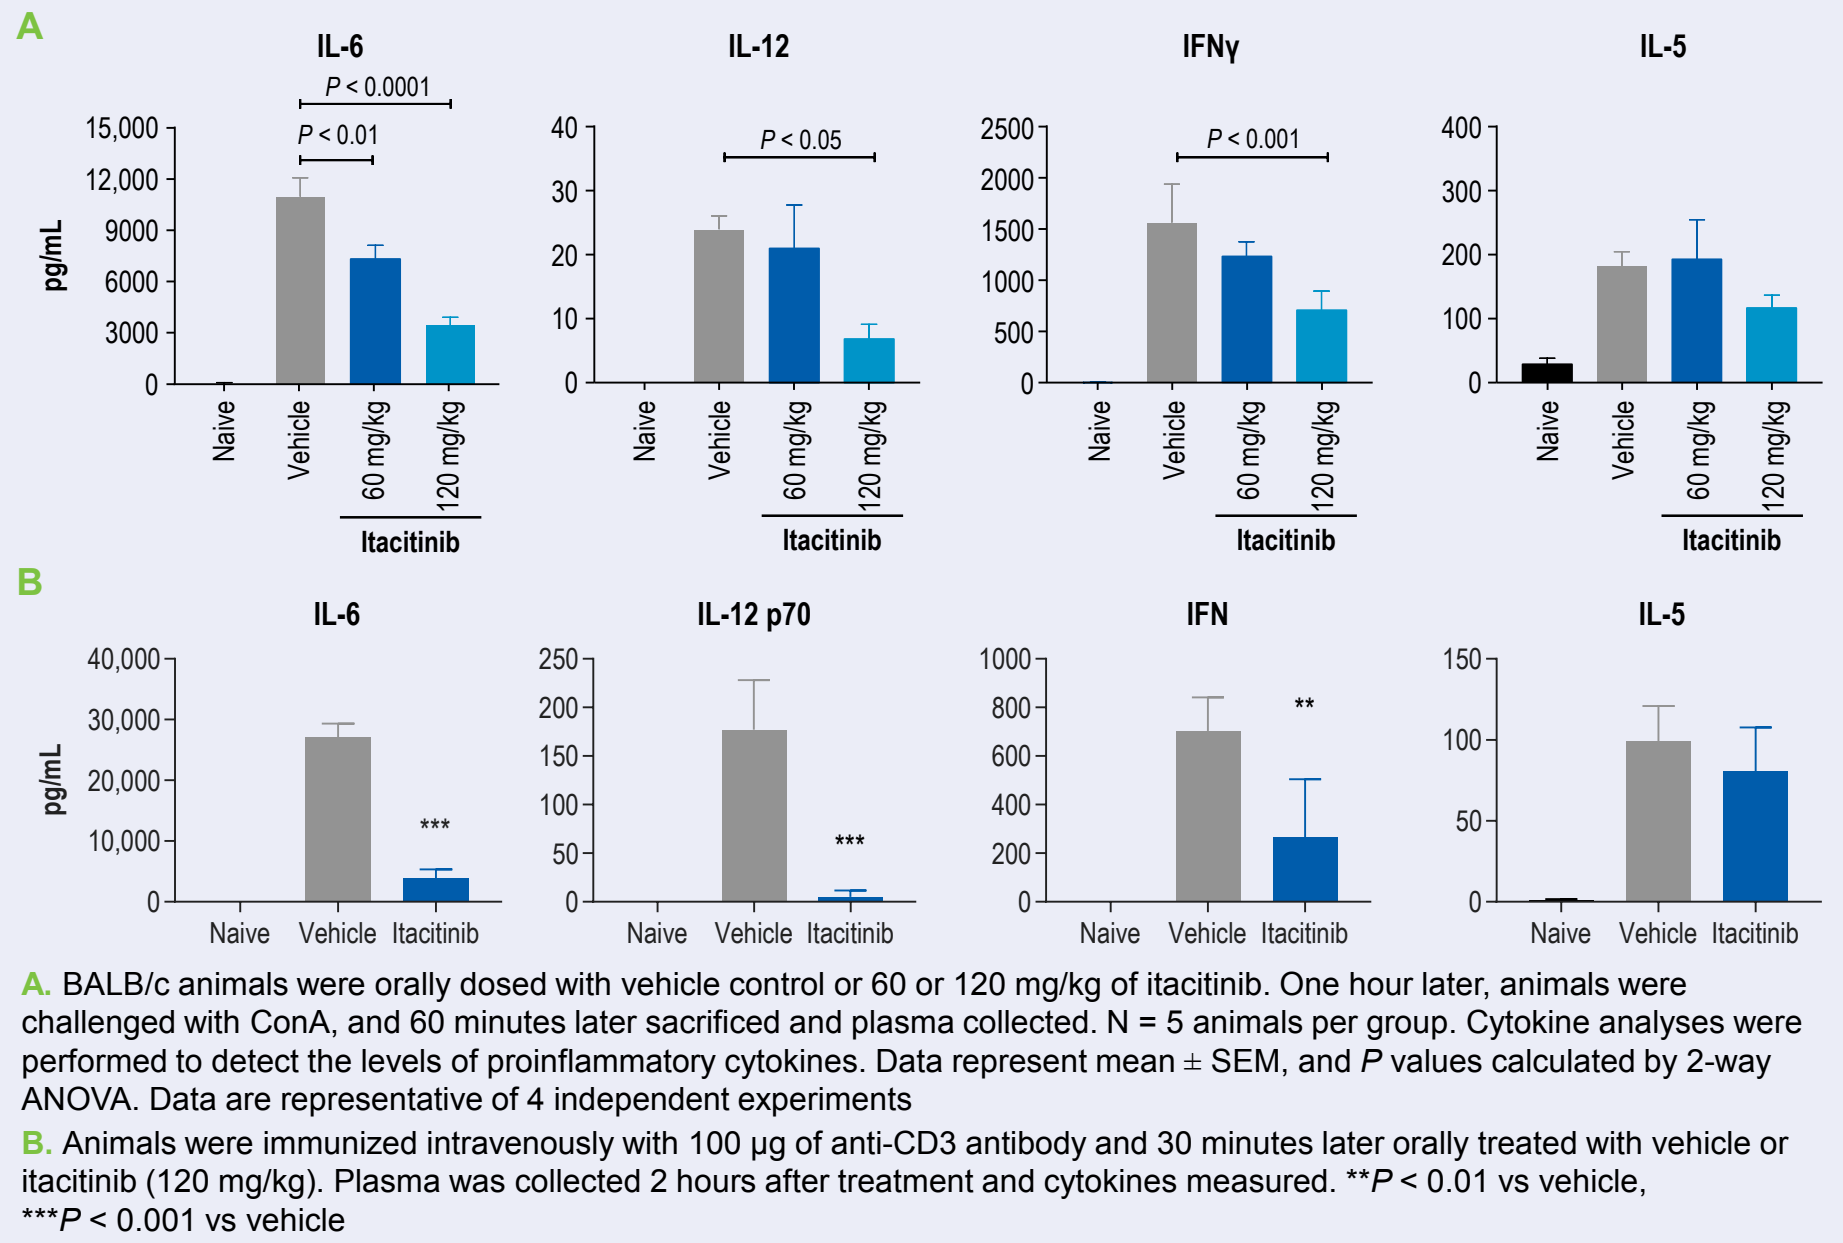 A
IL-6
P < 0.0001
P < 0.01
pg/mL
15,000
12,000
9000
6000
3000
0
Naive
Vehicle
60 mg/kg
120 mg/kg
Itacitinib
IL-12
P < 0.05
40
30
20
10
0
Naive
Vehicle
60 mg/kg
120 mg/kg
Itacitinib
IFNγ
P < 0.001
2500
2000
1500
1000
500
0
Naive
Vehicle
60 mg/kg
120 mg/kg
Itacitinib
IL-5
400
300
200
100
0
Naive
Vehicle
60 mg/kg
120 mg/kg
Itacitinib
B
IL-6
pg/mL
40,000
30,000
20,000
10,000
0
***
Naive Vehicle Itacitinib
IL-12 p70
250
200
150
100
50
0
***
Naive Vehicle Itacitinib
IFN
1000
800
600
400
200
0
**
Naive Vehicle Itacitinib
IL-5
150
100
50
0
Naive Vehicle Itacitinib
A. BALB/c animals were orally dosed with vehicle control or 60 or 120 mg/kg of itacitinib. One hour later, animals were
challenged with ConA, and 60 minutes later sacrificed and plasma collected. N = 5 animals per group. Cytokine analyses were
performed to detect the levels of proinflammatory cytokines. Data represent mean ± SEM, and P values calculated by 2-way
ANOVA. Data are representative of 4 independent experiments
B. Animals were immunized intravenously with 100 µg of anti-CD3 antibody and 30 minutes later orally treated with vehicle or
itacitinib (120 mg/kg). Plasma was collected 2 hours after treatment and cytokines measured. **P < 0.01 vs vehicle,
***P < 0.001 vs vehicle